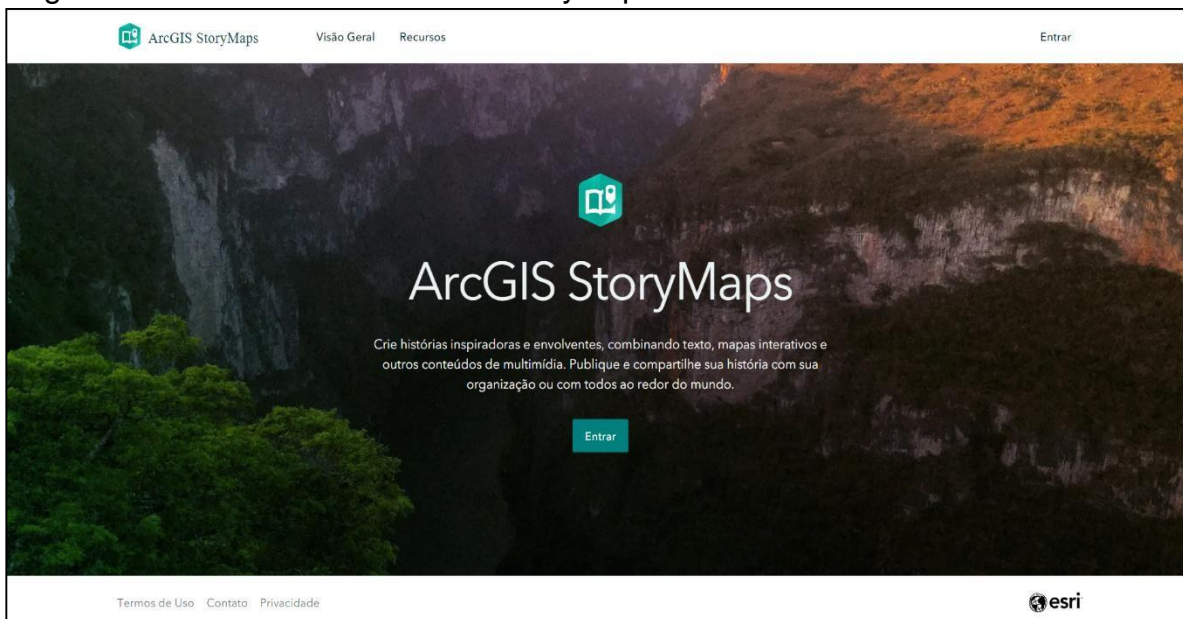 ArcGIS StoryMaps Visão Geral Recursos Entrar
ArcGIS StoryMaps
Crie histórias inspiradoras e envolventes, combinando texto, mapas interativos e
outros conteúdos de multimídia. Publique e compartilhe sua história com sua
organização ou com todos ao redor do mundo.
Entrar
Termos de Uso Contato Privacidade esri